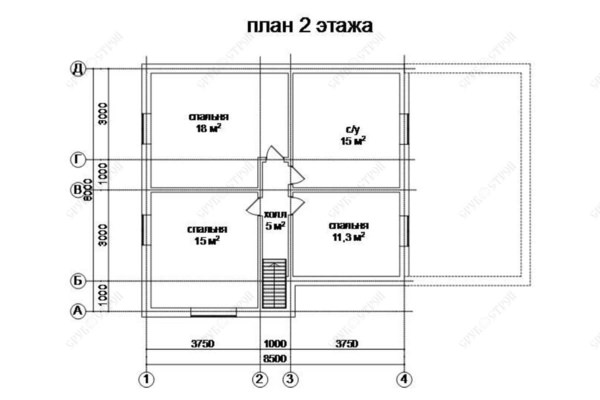 план 2 этажа
Д
Г
В
Б
А
3000
1000
3000
1000
8000
спальня
18 м²
с/у
15 м²
холл
5 м²
спальня
15 м²
спальня
11,3 м²
3750
1000
3750
8500
1
2
3
4